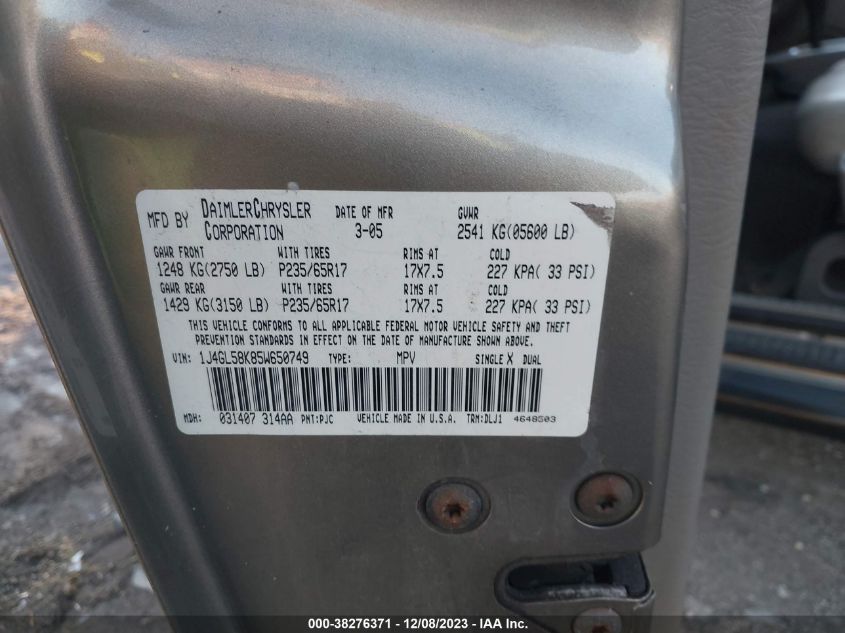 MFD BY DAIMLERCHRYSLER CORPORATION DATE OF MFR 3-05 GVWR 2541 KG(05600 LB)
GAWR FRONT WITH TIRES RIMS AT COLD
1248 KG(2750 LB) P235/65R17 17X7.5 227 KPA( 33 PSI)
GAWR REAR WITH TIRES RIMS AT COLD
1429 KG(3150 LB) P235/65R17 17X7.5 227 KPA( 33 PSI)
THIS VEHICLE CONFORMS TO ALL APPLICABLE FEDERAL MOTOR VEHICLE SAFETY AND THEFT
PREVENTION STANDARDS IN EFFECT ON THE DATE OF MANUFACTURE SHOWN ABOVE.
VIN: 1J4GL58K85W650749 TYPE: MPV SINGLE X DUAL
MDH: 031407 314AA PNT:PJC VEHICLE MADE IN U.S.A. TRM:DLJ1 4648503
000-38276371 - 12/08/2023 - IAA Inc.